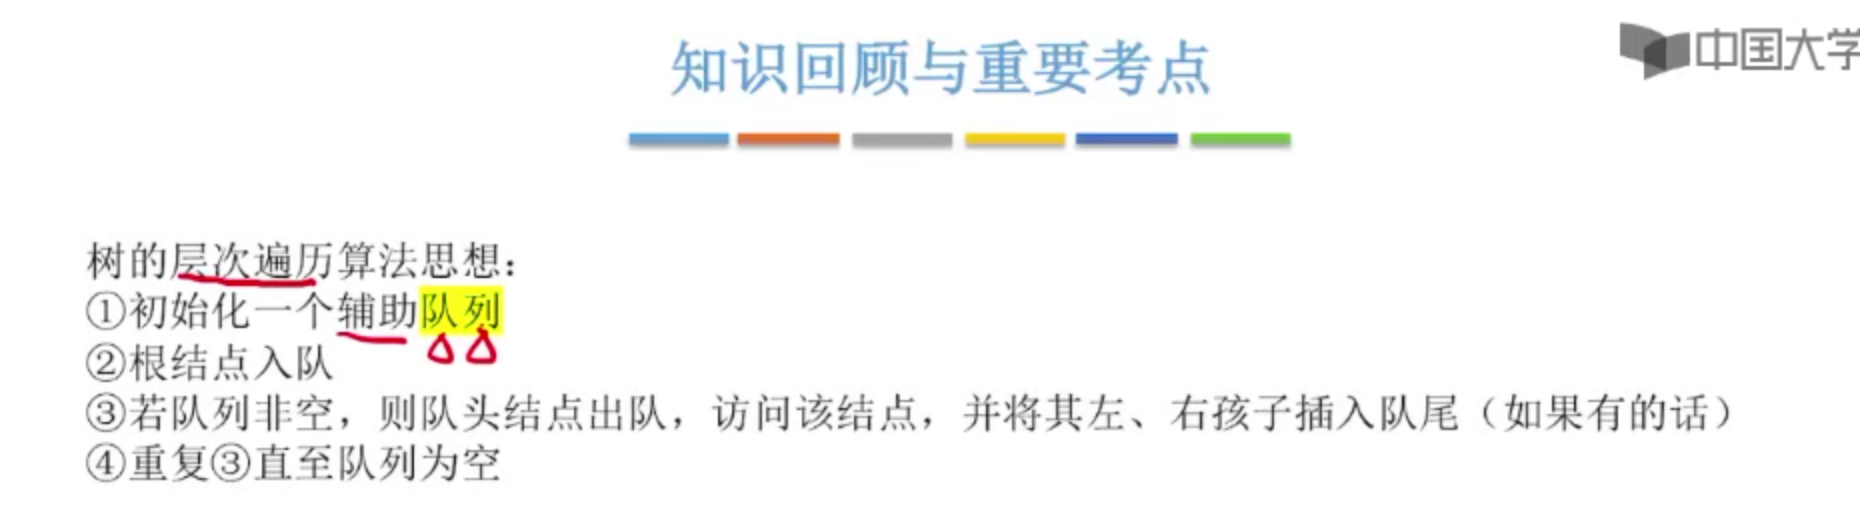 中国大学
知识回顾与重要考点
树的层次遍历算法思想：
①初始化一个辅助队列
②根结点入队
③若队列非空，则队头结点出队，访问该结点，并将其左、右孩子插入队尾（如果有的话）
④重复③直至队列为空